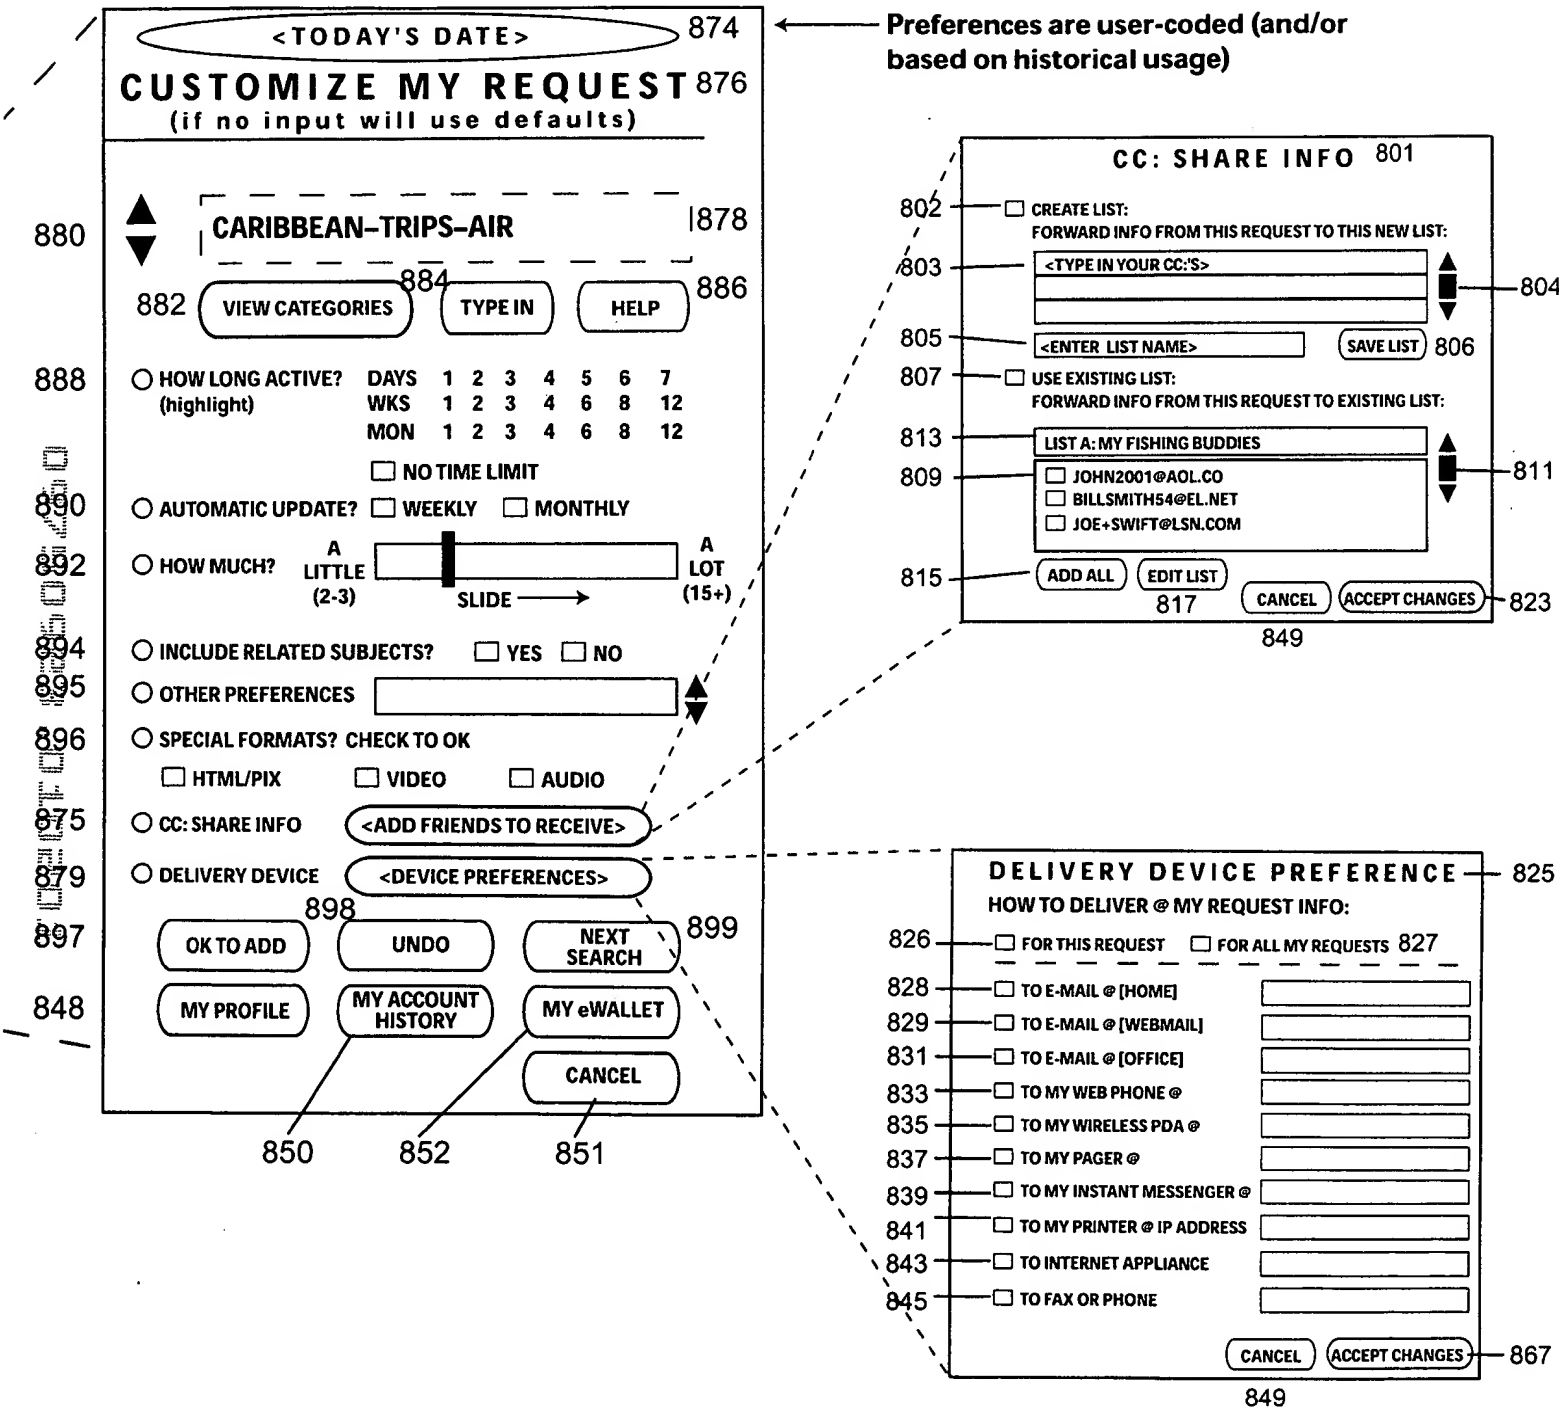 <TODAY'S DATE> 874
CUSTOMIZE MY REQUEST 876
(if no input will use defaults)
880 CARIBBEAN–TRIPS–AIR 878
882 VIEW CATEGORIES 884 TYPE IN HELP 886
888 HOW LONG ACTIVE? DAYS 1 2 3 4 5 6 7
(highlight) WKS 1 2 3 4 6 8 12
MON 1 2 3 4 6 8 12
NO TIME LIMIT
890 AUTOMATIC UPDATE? WEEKLY MONTHLY
892 HOW MUCH? A LITTLE (2-3) A LOT (15+)
SLIDE
894 INCLUDE RELATED SUBJECTS? YES NO
895 OTHER PREFERENCES
896 SPECIAL FORMATS? CHECK TO OK
HTML/PIX VIDEO AUDIO
875 CC: SHARE INFO <ADD FRIENDS TO RECEIVE>
879 DELIVERY DEVICE <DEVICE PREFERENCES>
897 OK TO ADD 898 UNDO NEXT SEARCH 899
848 MY PROFILE MY ACCOUNT HISTORY MY eWALLET
CANCEL
850 852 851
Preferences are user-coded (and/or
based on historical usage)
CC: SHARE INFO 801
802 CREATE LIST:
FORWARD INFO FROM THIS REQUEST TO THIS NEW LIST:
803 <TYPE IN YOUR CC:'S>
804
805 <ENTER LIST NAME> SAVE LIST 806
807 USE EXISTING LIST:
FORWARD INFO FROM THIS REQUEST TO EXISTING LIST:
813 LIST A: MY FISHING BUDDIES
809 JOHN2001@AOL.CO 811
BILLSMITH54@EL.NET
JOE+SWIFT@LSN.COM
815 ADD ALL EDIT LIST
817 CANCEL ACCEPT CHANGES 823
849
DELIVERY DEVICE PREFERENCE 825
HOW TO DELIVER @ MY REQUEST INFO:
826 FOR THIS REQUEST FOR ALL MY REQUESTS 827
828 TO E-MAIL @ [HOME]
829 TO E-MAIL @ [WEBMAIL]
831 TO E-MAIL @ [OFFICE]
833 TO MY WEB PHONE @
835 TO MY WIRELESS PDA @
837 TO MY PAGER @
839 TO MY INSTANT MESSENGER @
841 TO MY PRINTER @ IP ADDRESS
843 TO INTERNET APPLIANCE
845 TO FAX OR PHONE
CANCEL ACCEPT CHANGES 867
849